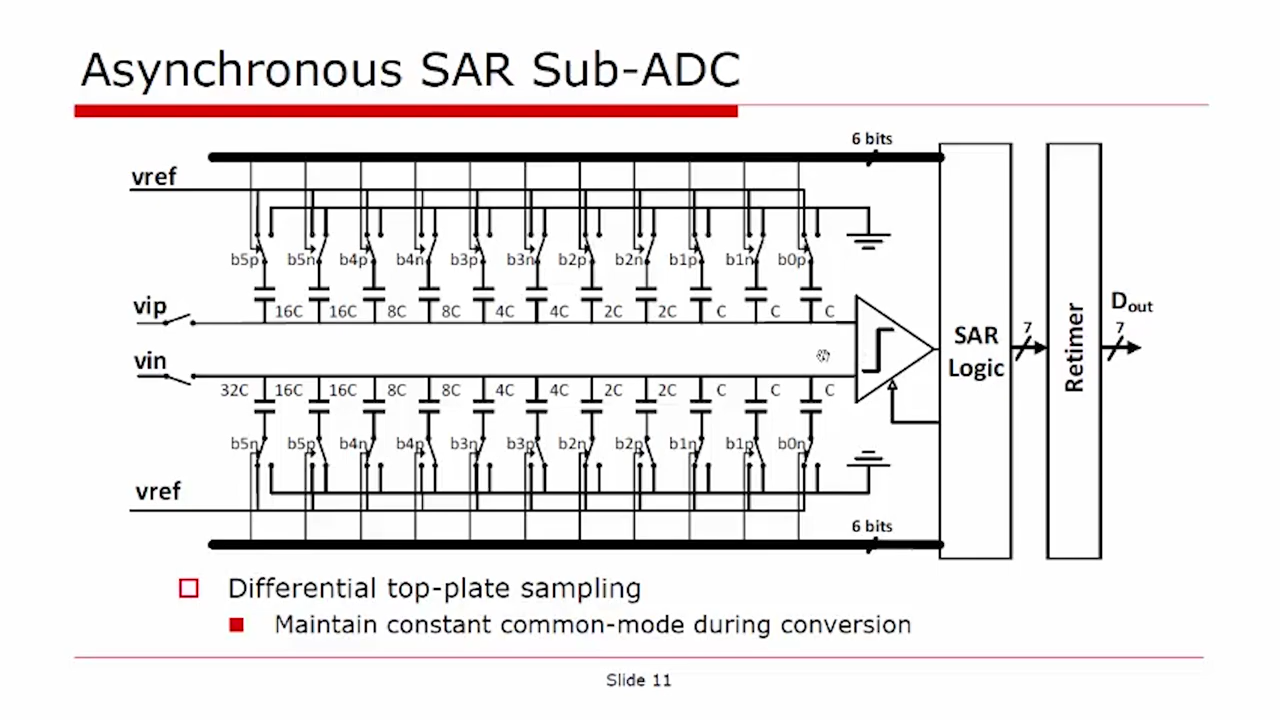 Asynchronous SAR Sub-ADC
6 bits
vref
b5p b5n b4p b4n b3p b3n b2p b2n b1p b1n b0p
vip
16C 16C 8C 8C 4C 4C 2C 2C C C C
SAR Logic
7
Retimer
Dout
7
vin
32C 16C 16C 8C 8C 4C 4C 2C 2C C C C
b5n b5p b4n b4p b3n b3p b2n b2p b1n b1p b0n
vref
6 bits
Differential top-plate sampling
Maintain constant common-mode during conversion
Slide 11